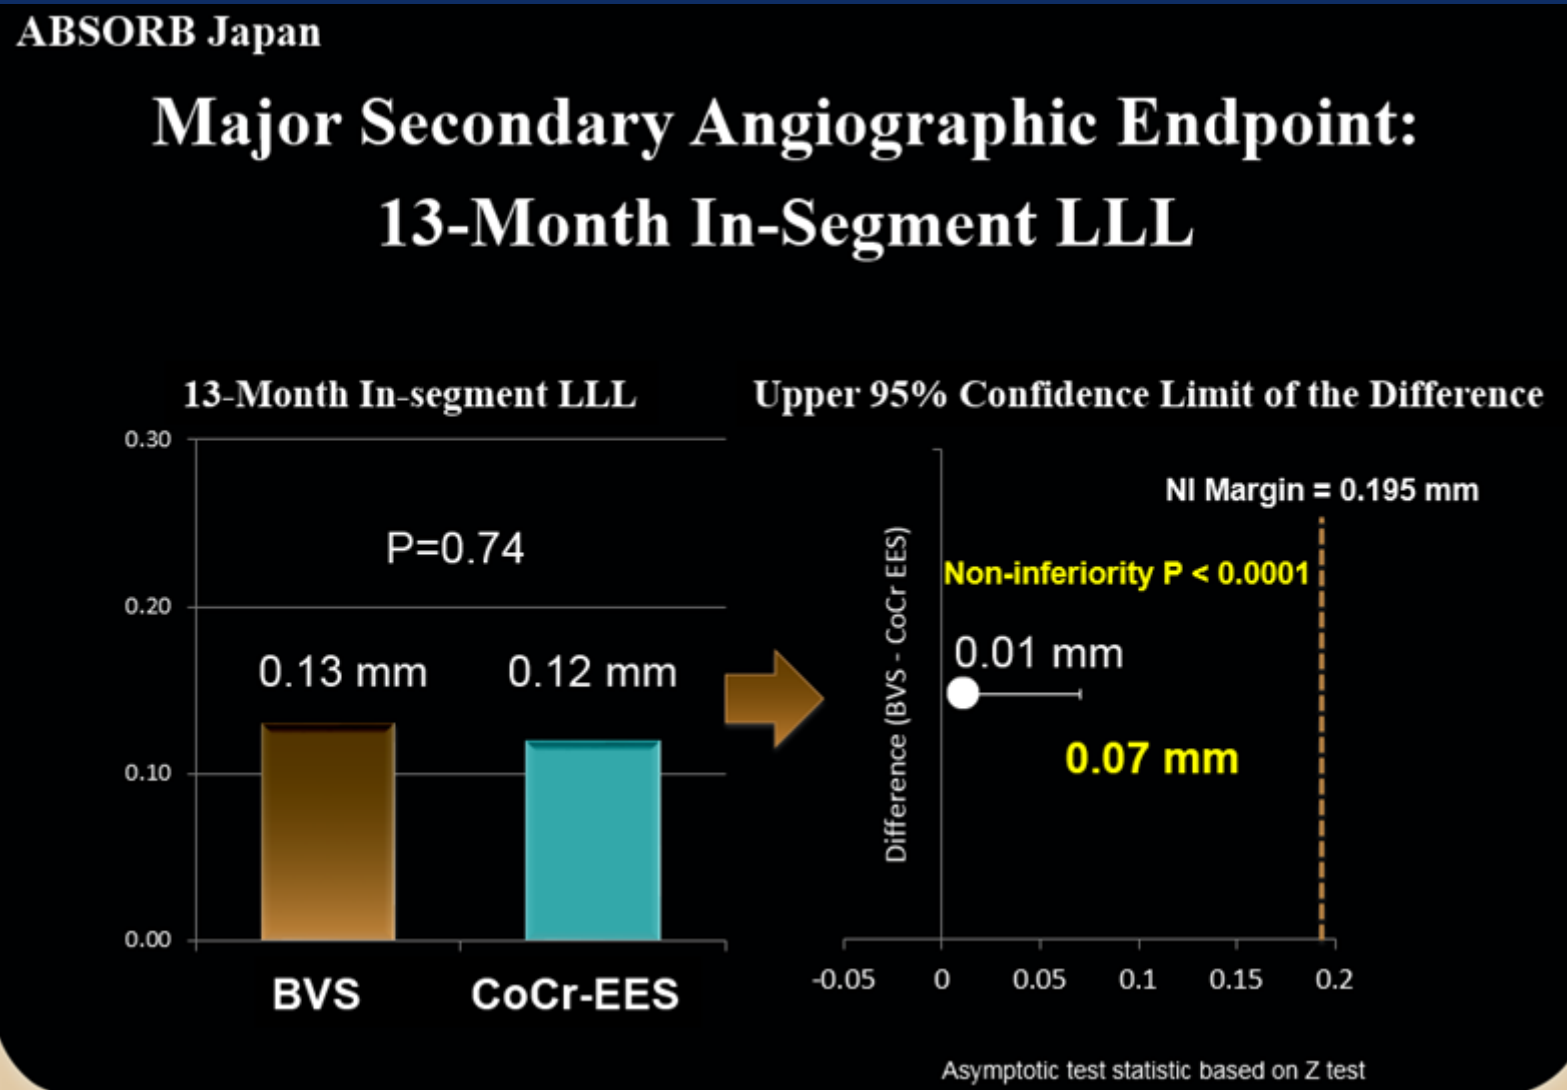 ABSORB Japan
Major Secondary Angiographic Endpoint:
13-Month In-Segment LLL
13-Month In-segment LLL
0.30
0.20
0.10
0.00
P=0.74
0.13 mm
0.12 mm
BVS
CoCr-EES
Upper 95% Confidence Limit of the Difference
NI Margin = 0.195 mm
Difference (BVS - CoCr EES)
Non-inferiority P < 0.0001
0.01 mm
0.07 mm
-0.05
0
0.05
0.1
0.15
0.2
Asymptotic test statistic based on Z test